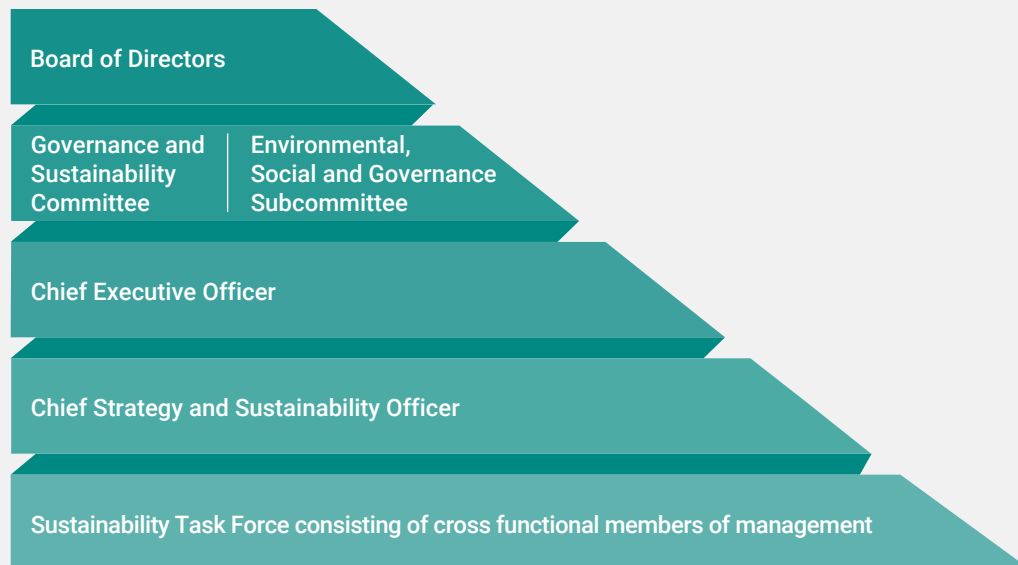 Board of Directors
Governance and
Sustainability
Committee
Environmental,
Social and Governance
Subcommittee
Chief Executive Officer
Chief Strategy and Sustainability Officer
Sustainability Task Force consisting of cross functional members of management